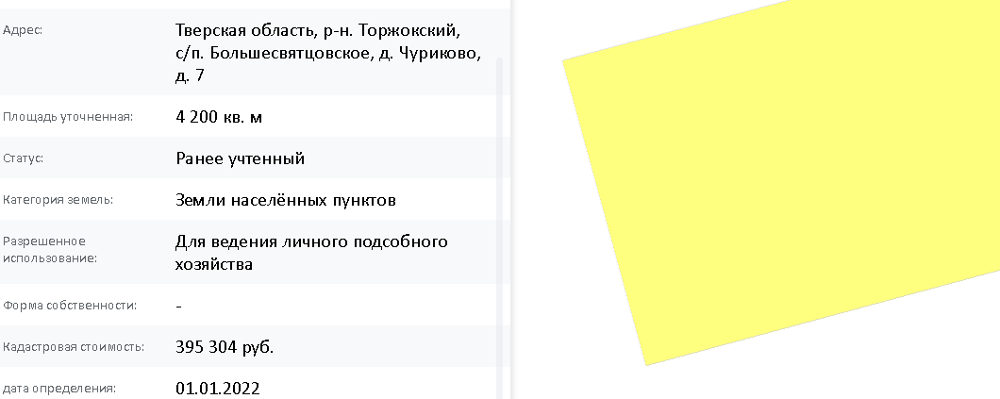 Адрес:
Тверская область, р-н. Торжокский,
с/п. Большесвятцовское, д. Чуриково,
д. 7
Площадь уточненная:
4 200 кв. м
Статус:
Ранее учтенный
Категория земель:
Земли населённых пунктов
Разрешенное
использование:
Для ведения личного подсобного
хозяйства
Форма собственности:
-
Кадастровая стоимость:
395 304 руб.
дата определения:
01.01.2022